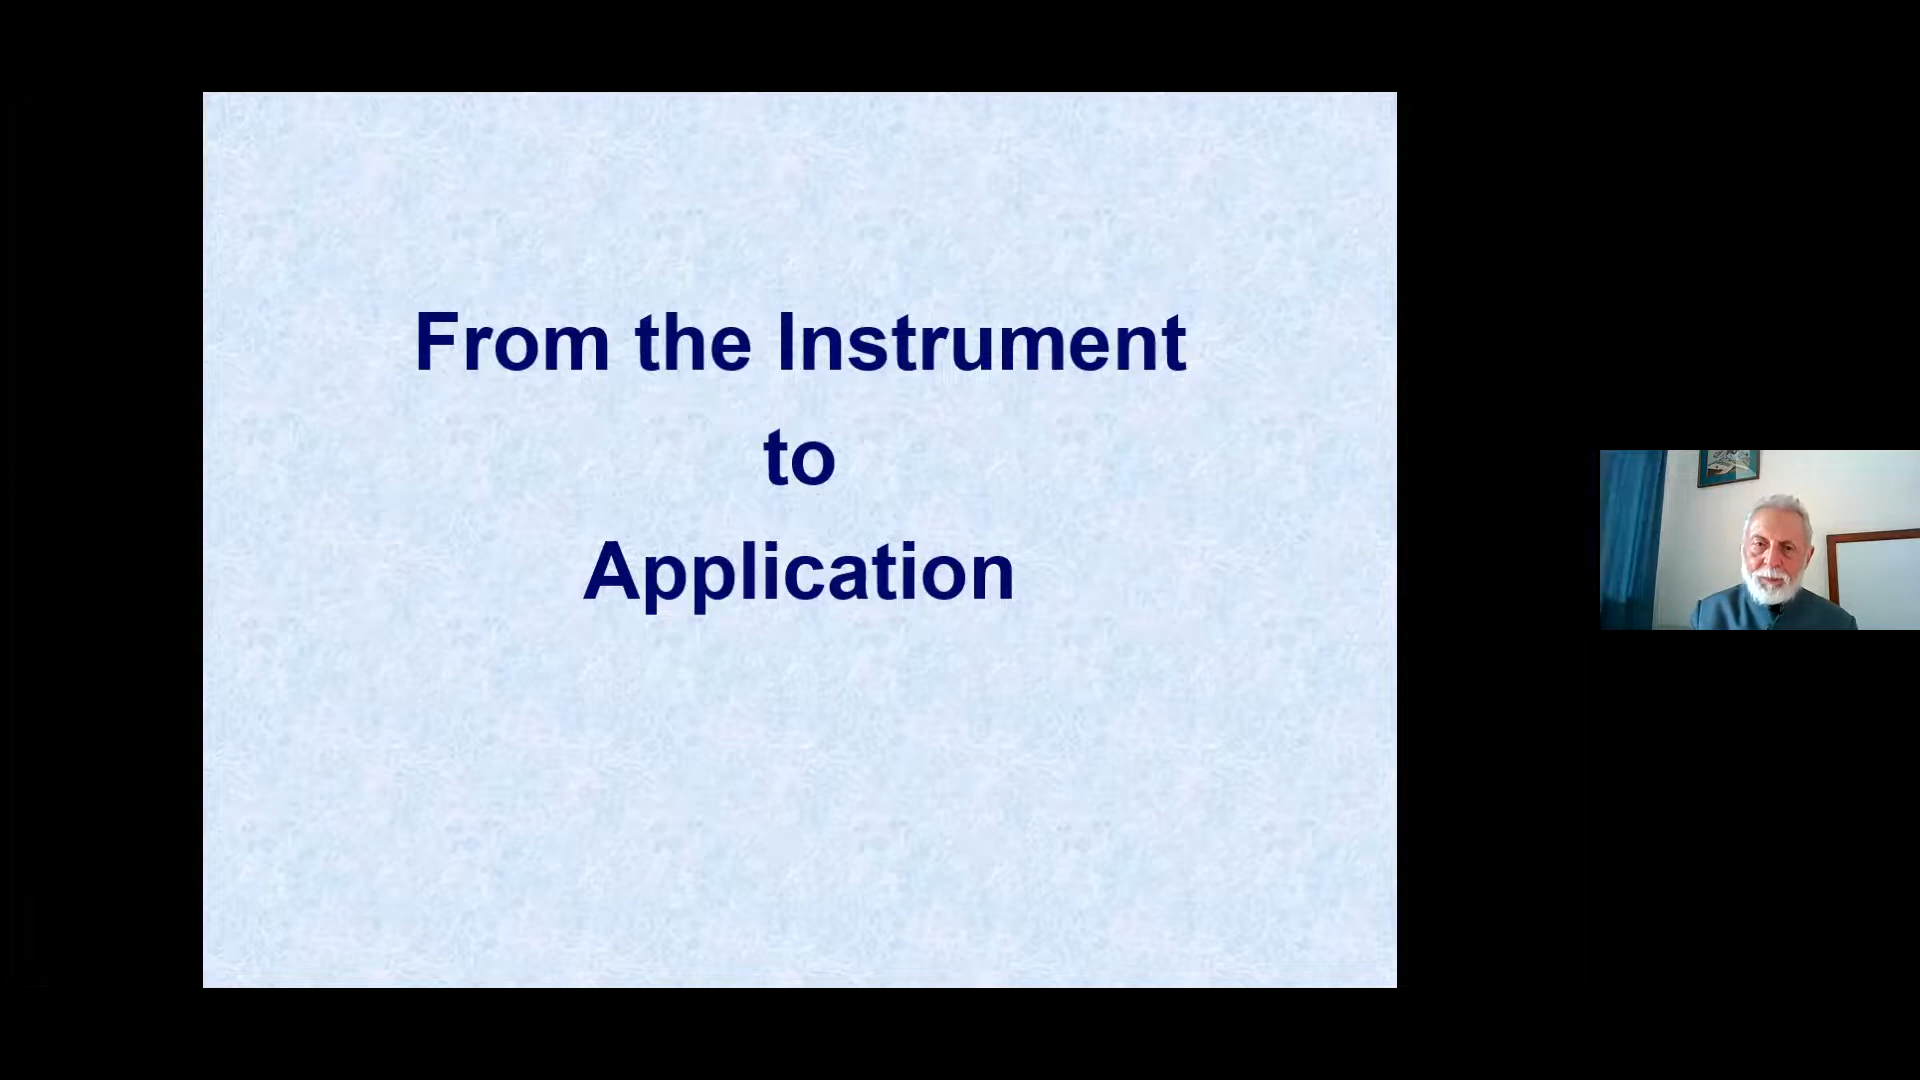 From the Instrument
to
Application